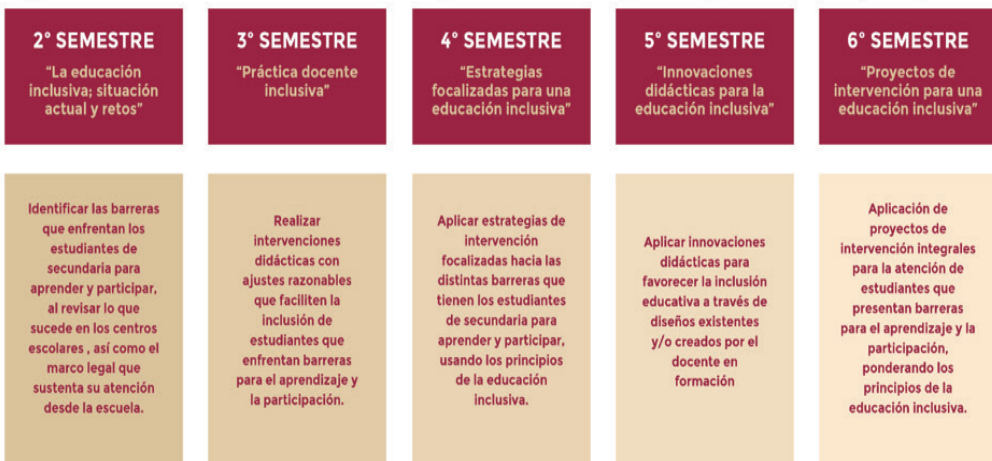 2° SEMESTRE
"La educación
inclusiva; situación
actual y retos"
3° SEMESTRE
"Práctica docente
inclusiva"
4° SEMESTRE
"Estrategias
focalizadas para una
educación inclusiva"
5° SEMESTRE
"Innovaciones
didácticas para la
educación inclusiva"
6° SEMESTRE
"Proyectos de
intervención para una
educación inclusiva"
Identificar las barreras
que enfrentan los
estudiantes de
secundaria para
aprender y participar,
al revisar lo que
sucede en los centros
escolares , así como el
marco legal que
sustenta su atención
desde la escuela.
Realizar
intervenciones
didácticas con
ajustes razonables
que faciliten la
inclusión de
estudiantes que
enfrentan barreras
para el aprendizaje y
la participación.
Aplicar estrategias de
intervención
focalizadas hacia las
distintas barreras que
tienen los estudiantes
de secundaria para
aprender y participar,
usando los principios
de la educación
inclusiva.
Aplicar innovaciones
didácticas para
favorecer la inclusión
educativa a través de
diseños existentes
y/o creados por el
docente en
formación
Aplicación de
proyectos de
intervención integrales
para la atención de
estudiantes que
presentan barreras
para el aprendizaje y la
participación,
ponderando los
principios de la
educación inclusiva.